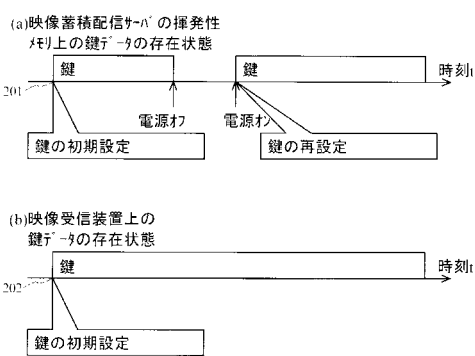 (a)映像蓄積配信サーバの揮発性
メモリ上の鍵データの存在状態
鍵
鍵
時刻t
201
電源オフ
電源オン
鍵の初期設定
鍵の再設定
(b)映像受信装置上の
鍵データの存在状態
鍵
時刻t
202
鍵の初期設定